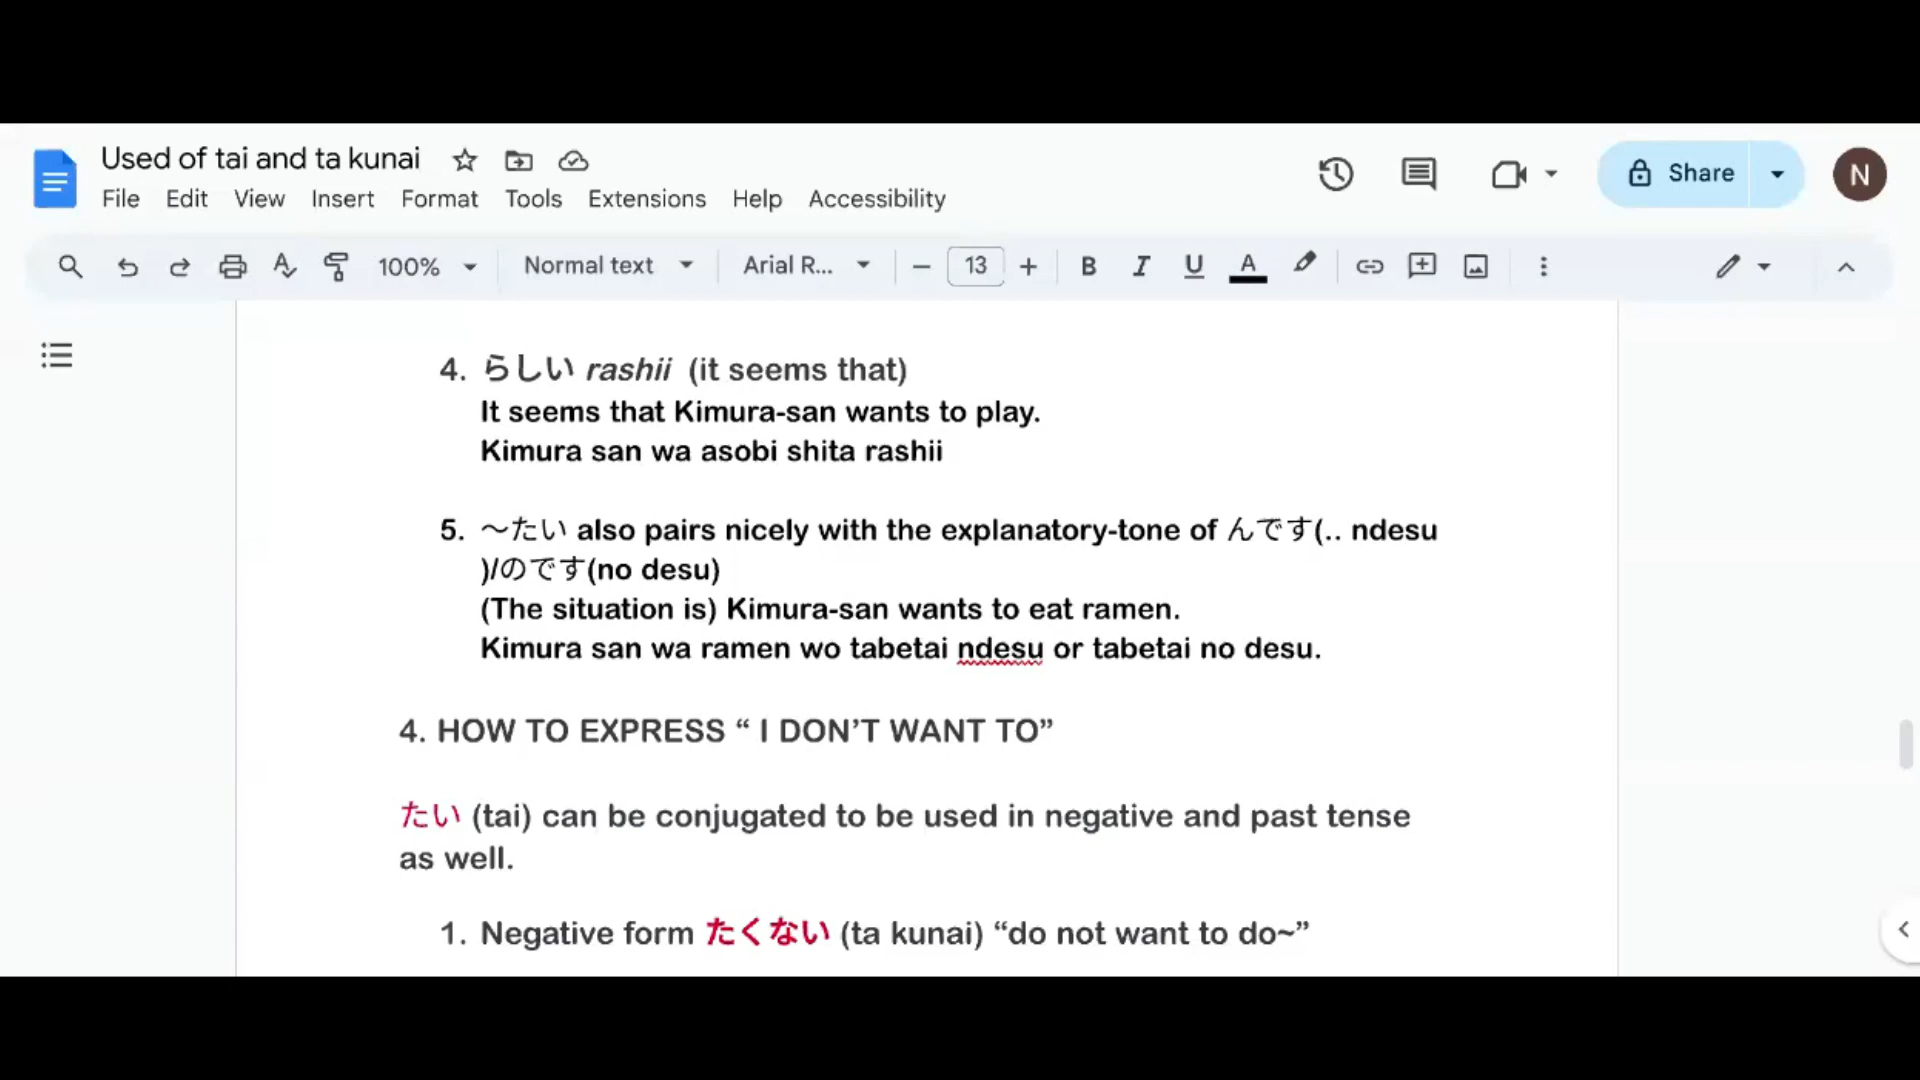 Used of tai and ta kunai
File Edit View Insert Format Tools Extensions Help Accessibility
Share
N
100% Normal text Arial R... 13 B I U A
4. らしい rashii (it seems that)
It seems that Kimura-san wants to play.
Kimura san wa asobi shita rashii
5. ～たい also pairs nicely with the explanatory-tone of んです(.. ndesu
)/のです(no desu)
(The situation is) Kimura-san wants to eat ramen.
Kimura san wa ramen wo tabetai ndesu or tabetai no desu.
4. HOW TO EXPRESS “ I DON’T WANT TO”
たい (tai) can be conjugated to be used in negative and past tense
as well.
1. Negative form たくない (ta kunai) “do not want to do~”